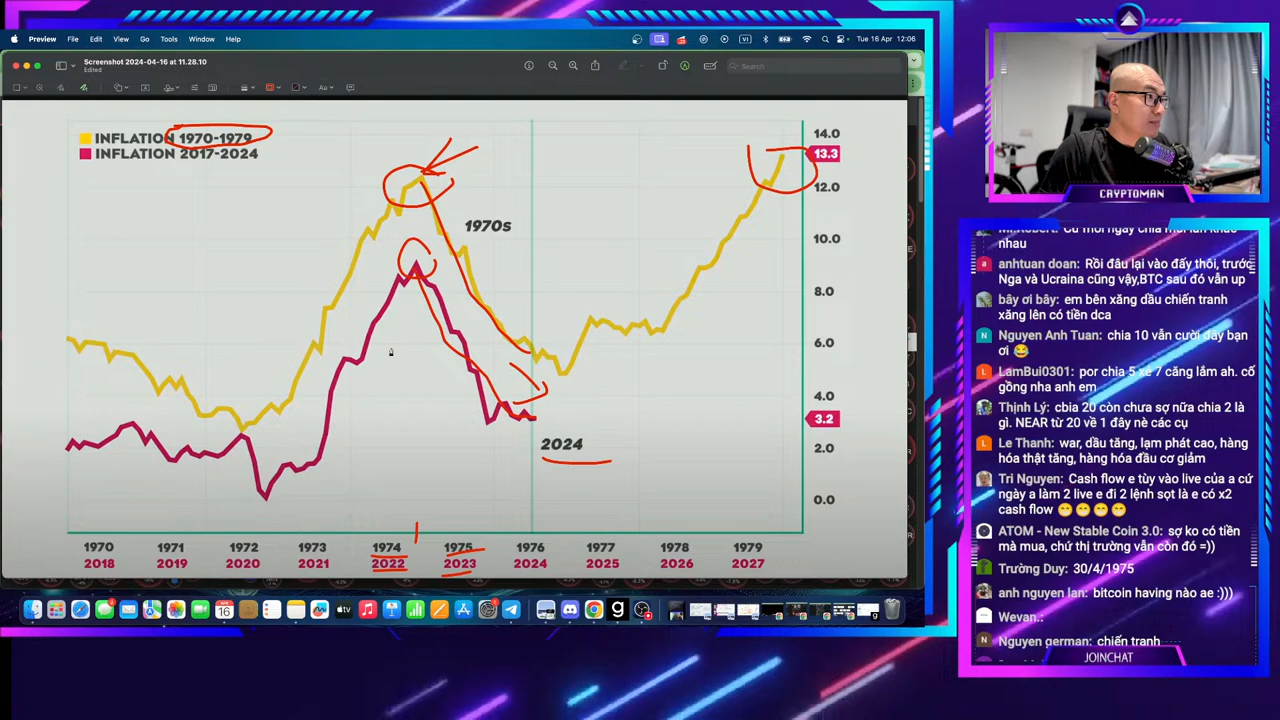 Preview File Edit View Go Tools Window Help
VI
Tue 16 Apr 12:06
Screenshot 2024-04-16 at 11.28.10
Edited
Search
Aa
INFLATION 1970-1979
INFLATION 2017-2024
1970s
2024
14.0
13.3
12.0
10.0
8.0
6.0
4.0
3.2
2.0
0.0
1970 1971 1972 1973 1974 1975 1976 1977 1978 1979
2018 2019 2020 2021 2022 2023 2024 2025 2026 2027
16
9
CRYPTOMAN
nhau
anhtuan doan: Rồi đâu lại vào đấy thôi, trước
Nga và Ucraina cũng vậy,BTC sau đó vẫn up
bây ơi bây: em bên xăng dầu chiến tranh
xăng lên có tiền dca
Nguyen Anh Tuan: chia 10 vẫn cười đây bạn
ơi 😂
LamBui0301: por chia 5 xẻ 7 căng lắm ah. cố
gồng nha anh em
Thịnh Lý: cbia 20 còn chưa sợ nữa chia 2 là
gì. NEAR từ 20 về 1 đây nè các cụ
Le Thanh: war, dầu tăng, lạm phát cao, hàng
hóa thật tăng, hàng hóa đầu cơ giảm
Tri Nguyen: Cash flow e tùy vào live của a cứ
ngày a làm 2 live e đi 2 lệnh sọt là e có x2
cash flow 😁😁😁😁
ATOM - New Stable Coin 3.0: sợ ko có tiền
mà mua, chứ thị trường vẫn còn đó =))
Trường Duy: 30/4/1975
anh nguyen lan: bitcoin having nào ae :)))
Wevan.:
Nguyen german: chiến tranh
JOINCHAT